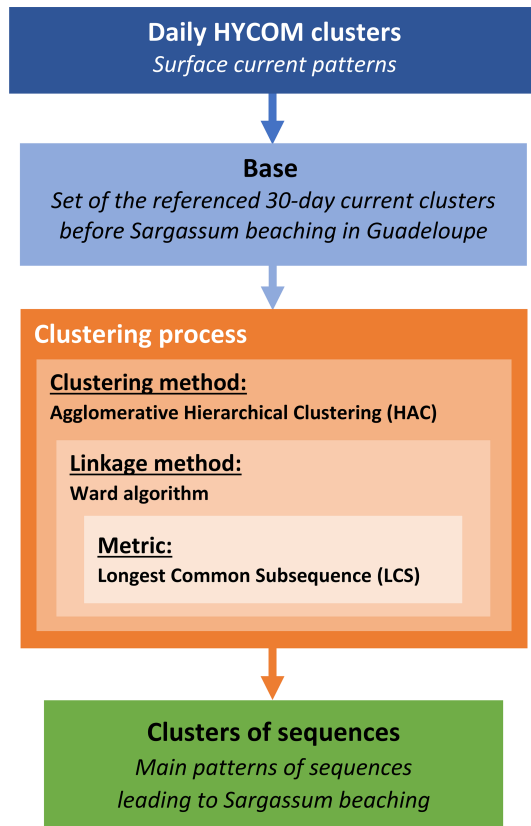 Daily HYCOM clusters
Surface current patterns
Base
Set of the referenced 30-day current clusters
before Sargassum beaching in Guadeloupe
Clustering process
Clustering method:
Agglomerative Hierarchical Clustering (HAC)
Linkage method:
Ward algorithm
Metric:
Longest Common Subsequence (LCS)
Clusters of sequences
Main patterns of sequences
leading to Sargassum beaching